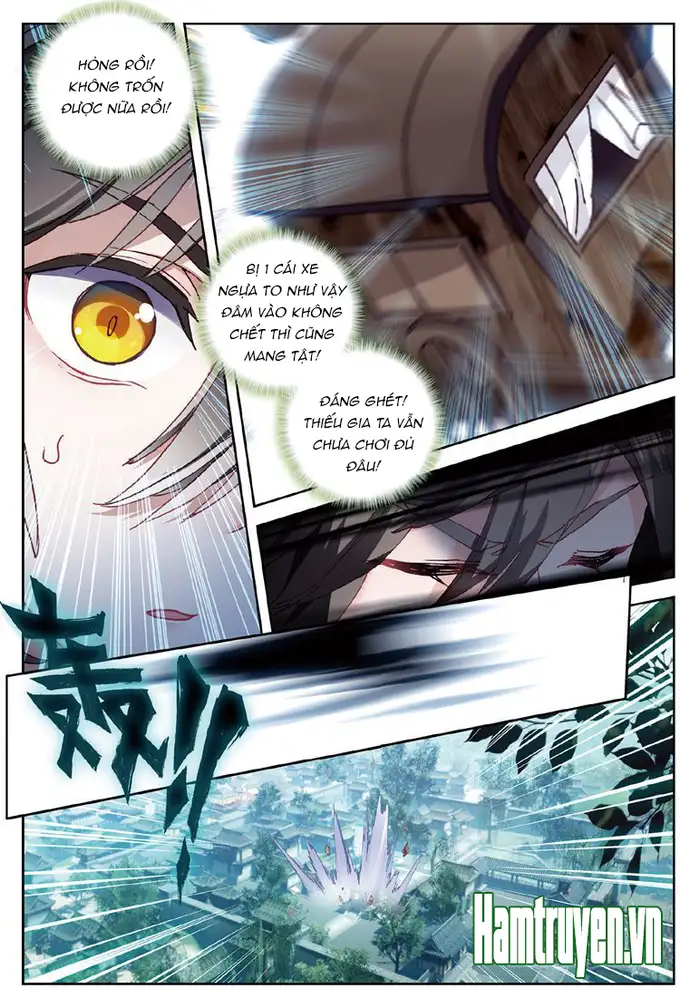 HỎNG RỒI!
KHÔNG TRỐN
ĐƯỢC NỮA RỒI!
BỊ 1 CÁI XE
NGỰA TO NHƯ VẬY
ĐÂM VÀO KHÔNG
CHẾT THÌ CŨNG
MANG TẬT!
ĐÁNG GHÉT!
THIẾU GIA TA VẪN
CHƯA CHƠI ĐỦ
ĐÂU!
轰!!
Hamtruyen.vn